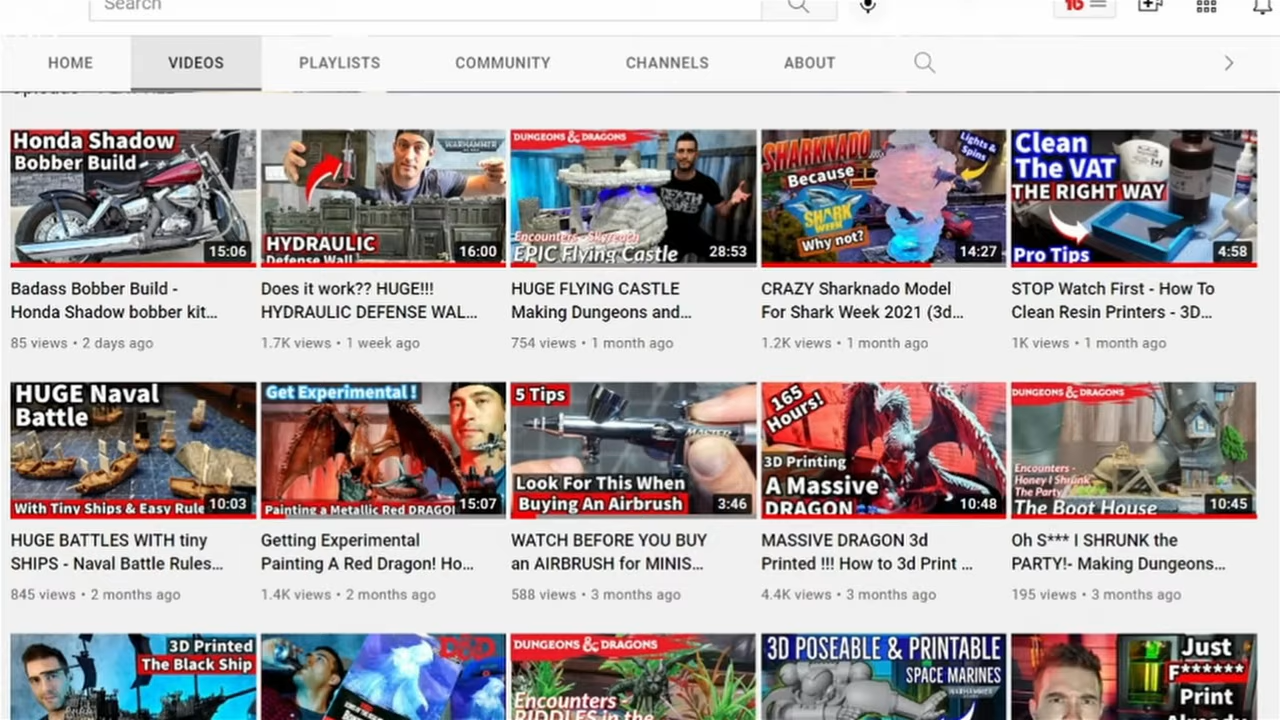 Search
HOME
VIDEOS
PLAYLISTS
COMMUNITY
CHANNELS
ABOUT
Honda Shadow
Bobber Build
15:06
Badass Bobber Build -
Honda Shadow bobber kit...
85 views • 2 days ago
WARHAMMER
HYDRAULIC
Defense Wall
16:00
Does it work?? HUGE!!!
HYDRAULIC DEFENSE WAL...
1.7K views • 1 week ago
DUNGEONS & DRAGONS
Encounters - Skyreach
EPIC Flying Castle
28:53
HUGE FLYING CASTLE
Making Dungeons and...
754 views • 1 month ago
SHARKNADO
Because
SHARK
WEEK
Why not?
Lights &
Spins
14:27
CRAZY Sharknado Model
For Shark Week 2021 (3d...
1.2K views • 1 month ago
Clean
The VAT
THE RIGHT WAY
Pro Tips
4:58
STOP Watch First - How To
Clean Resin Printers - 3D...
1K views • 1 month ago
HUGE Naval
Battle
With Tiny Ships & Easy Rule
10:03
HUGE BATTLES WITH tiny
SHIPS - Naval Battle Rules...
845 views • 2 months ago
Get Experimental !
Painting a Metallic Red DRAGON
15:07
Getting Experimental
Painting A Red Dragon! Ho...
1.4K views • 2 months ago
5 Tips
MASTER
Look For This When
Buying An Airbrush
3:46
WATCH BEFORE YOU BUY
an AIRBRUSH for MINIS...
588 views • 3 months ago
165
Hours!
3D Printing
A Massive
DRAGON
10:48
MASSIVE DRAGON 3d
Printed !!! How to 3d Print ...
4.4K views • 3 months ago
DUNGEONS & DRAGONS
Encounters -
Honey I Shrunk
The Party
The Boot House
10:45
Oh S*** I SHRUNK the
PARTY!- Making Dungeons...
195 views • 3 months ago
3D Printed
The Black Ship
D&D
DUNGEONS & DRAGONS
Encounters -
RIDDLES in the
3D POSEABLE & PRINTABLE
SPACE MARINES
WARHAMMER
Just
F******
Print